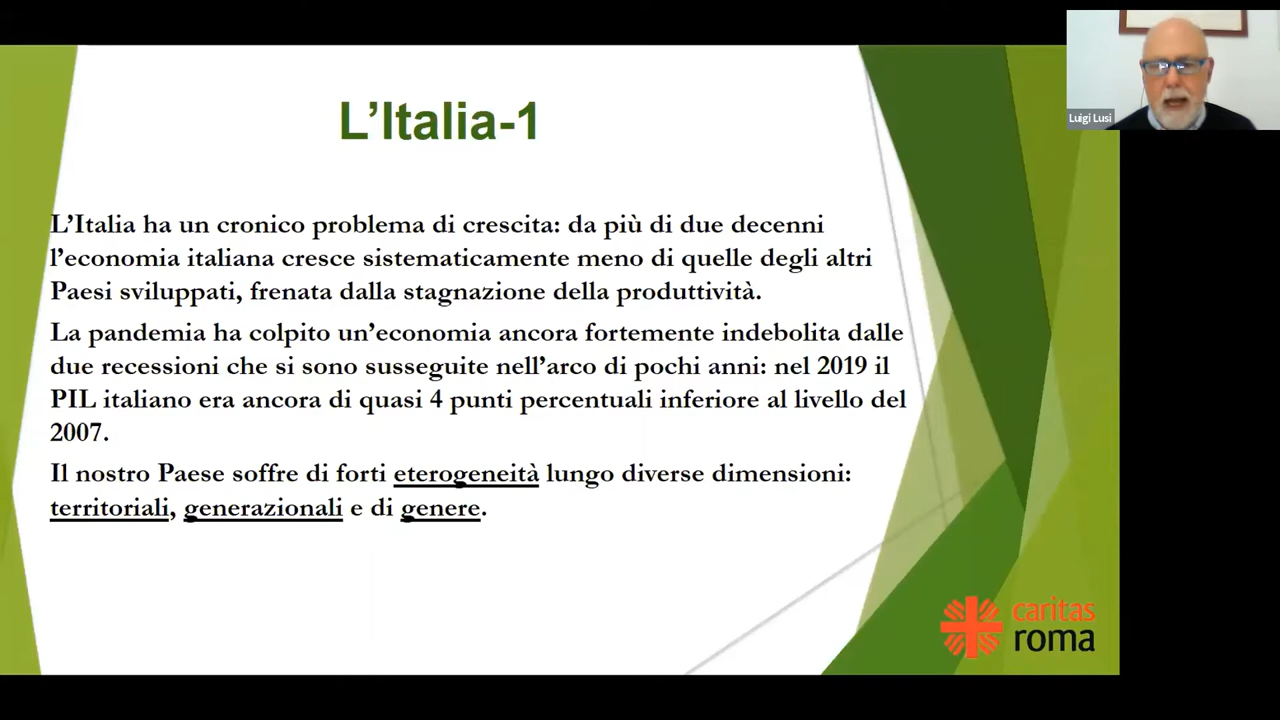 L'Italia-1
L'Italia ha un cronico problema di crescita: da più di due decenni
l'economia italiana cresce sistematicamente meno di quelle degli altri
Paesi sviluppati, frenata dalla stagnazione della produttività.
La pandemia ha colpito un'economia ancora fortemente indebolita dalle
due recessioni che si sono susseguite nell'arco di pochi anni: nel 2019 il
PIL italiano era ancora di quasi 4 punti percentuali inferiore al livello del
2007.
Il nostro Paese soffre di forti eterogeneità lungo diverse dimensioni:
territoriali, generazionali e di genere.
caritas
roma
Luigi Lusi